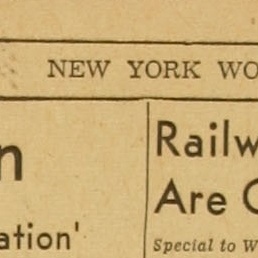 NEW YORK WO
n
ation'
Railw
Are
Special to W